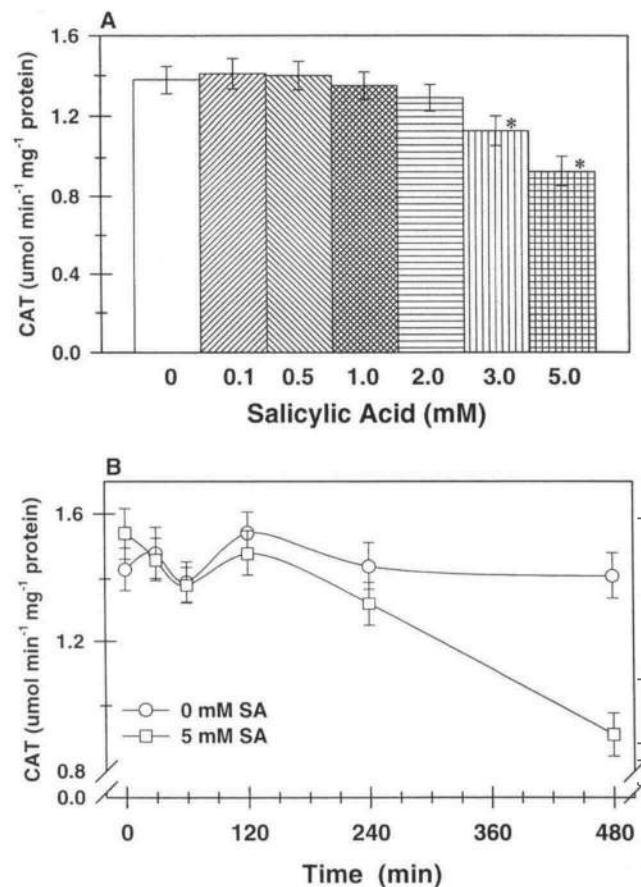 A
CAT (umol min⁻¹ mg⁻¹ protein)
1.6
1.2
0.8
0.4
0.0
* *
0 0.1 0.5 1.0 2.0 3.0 5.0
Salicylic Acid (mM)
B
CAT (umol min⁻¹ mg⁻¹ protein)
1.6
1.2
0.8
0.0
0 mM SA
5 mM SA
0 120 240 360 480
Time (min)